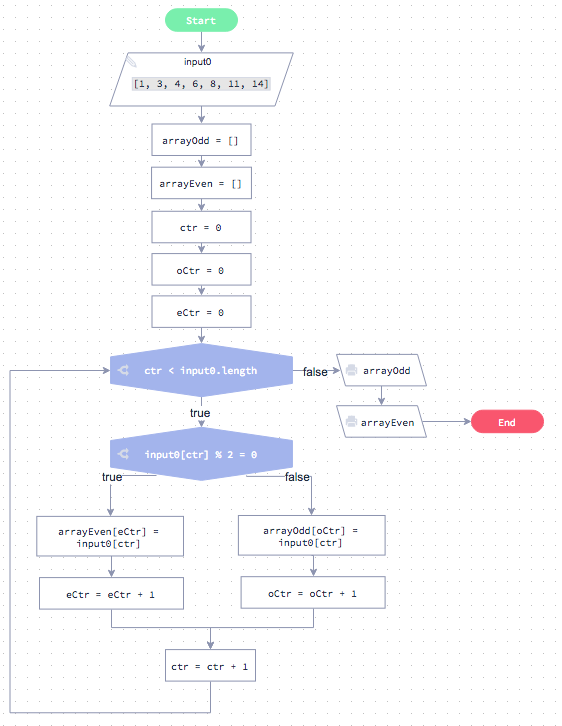 Start
input0
[1, 3, 4, 6, 8, 11, 14]
arrayOdd = []
arrayEven = []
ctr = 0
oCtr = 0
eCtr = 0
ctr < input0.length
false
arrayOdd
true
arrayEven
End
input0[ctr] % 2 = 0
true
false
arrayEven[eCtr] =
input0[ctr]
arrayOdd[oCtr] =
input0[ctr]
eCtr = eCtr + 1
oCtr = oCtr + 1
ctr = ctr + 1